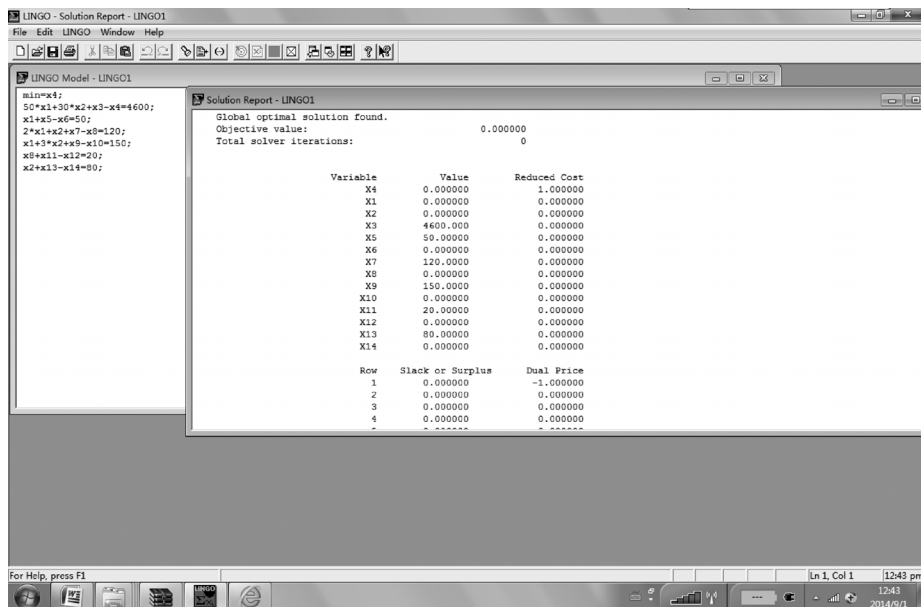 LINGO - Solution Report - LINGO1
File Edit LINGO Window Help
LINGO Model - LINGO1
min=x4;
50*x1+30*x2+x3-x4=4600;
x1+x5-x6=50;
2*x1+x2+x7-x8=120;
x1+3*x2+x9-x10=150;
x8+x11-x12=20;
x2+x13-x14=80;
Solution Report - LINGO1
Global optimal solution found.
Objective value: 0.000000
Total solver iterations: 0
Variable Value Reduced Cost
X4 0.000000 1.000000
X1 0.000000 0.000000
X2 0.000000 0.000000
X3 4600.000 0.000000
X5 50.00000 0.000000
X6 0.000000 0.000000
X7 120.0000 0.000000
X8 0.000000 0.000000
X9 150.0000 0.000000
X10 0.000000 0.000000
X11 20.00000 0.000000
X12 0.000000 0.000000
X13 80.00000 0.000000
X14 0.000000 0.000000
Row Slack or Surplus Dual Price
1 0.000000 -1.000000
2 0.000000 0.000000
3 0.000000 0.000000
4 0.000000 0.000000
For Help, press F1
Ln 1, Col 1
12:43 pm
LINGO
12:43
2014/9/1